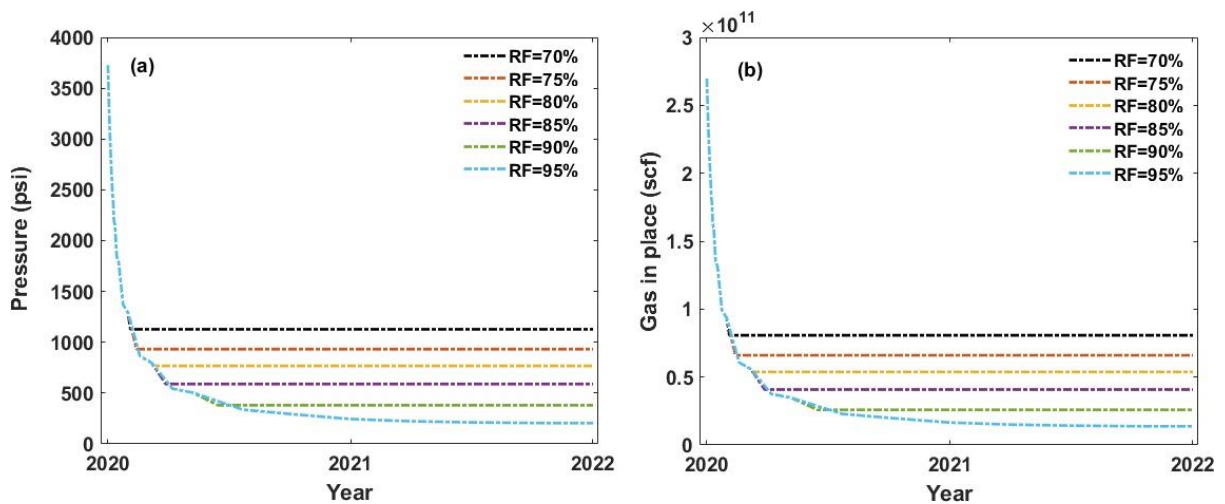 (a)
4000
3500
3000
2500
2000
1500
1000
500
0
Pressure (psi)
2020
2021
2022
Year
RF=70%
RF=75%
RF=80%
RF=85%
RF=90%
RF=95%
(b)
×10¹¹
3
2.5
2
1.5
1
0.5
0
Gas in place (scf)
2020
2021
2022
Year
RF=70%
RF=75%
RF=80%
RF=85%
RF=90%
RF=95%